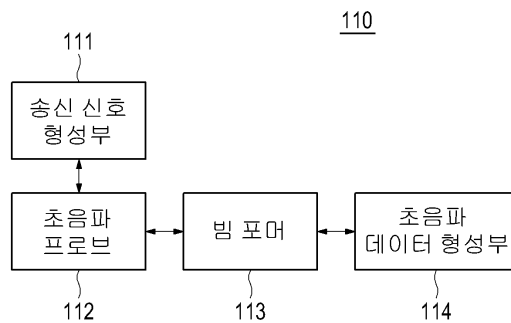 110
111
송신 신호
형성부
초음파
프로브
빔 포머
초음파
데이터 형성부
112
113
114